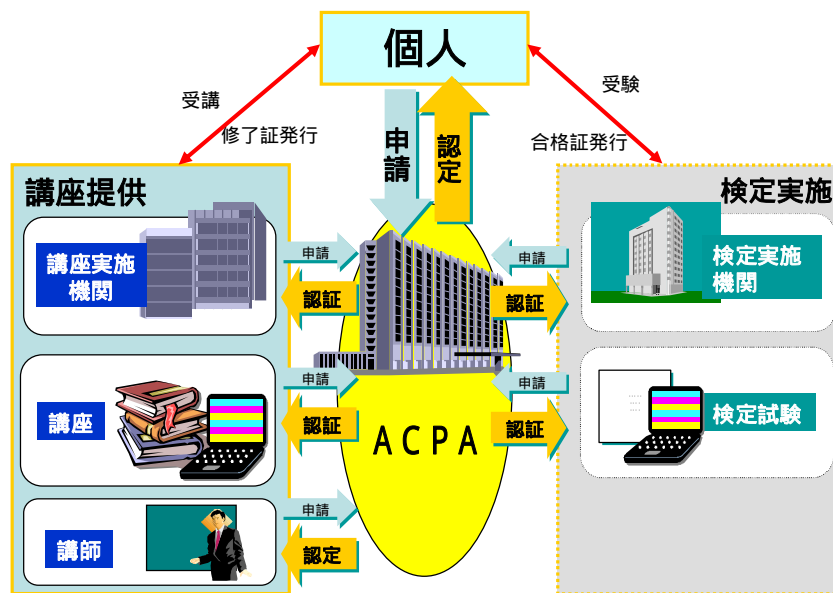 個人
受講
修了証発行
申請
認定
受験
合格証発行
講座提供
講座実施
機関
申請
認証
講座
申請
認証
講師
申請
認定
ACPA
検定実施
申請
認証
検定実施
機関
申請
認証
検定試験